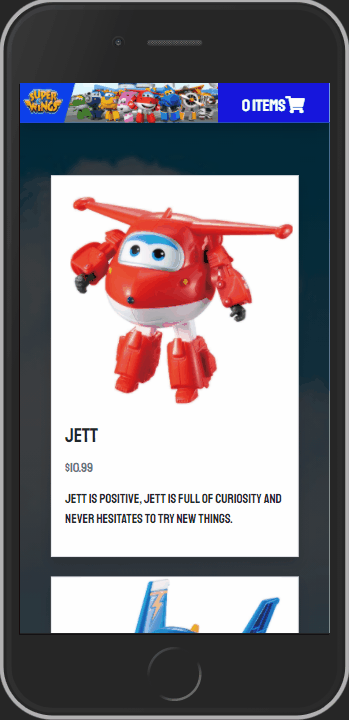 SUPER
WINGS
0 ITEMS
JETT
$10.99
JETT IS POSITIVE, JETT IS FULL OF CURIOSITY AND
NEVER HESITATES TO TRY NEW THINGS.